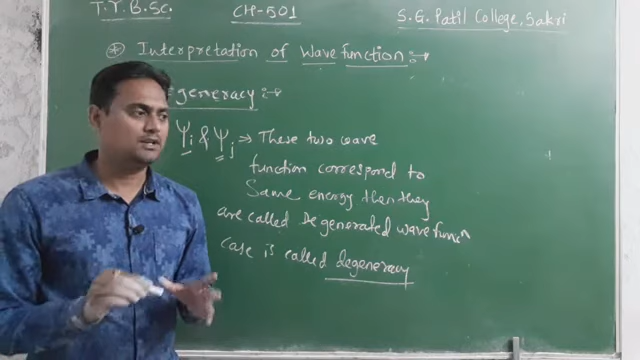 T. Y. B.Sc. CH-501 S. G. Patil College, Sakri
Interpretation of Wave function :→
generacy :→
Ψi & Ψj ⇒ These two wave
function correspond to
Same energy then they
are called degenerated wave function
case is called degeneracy